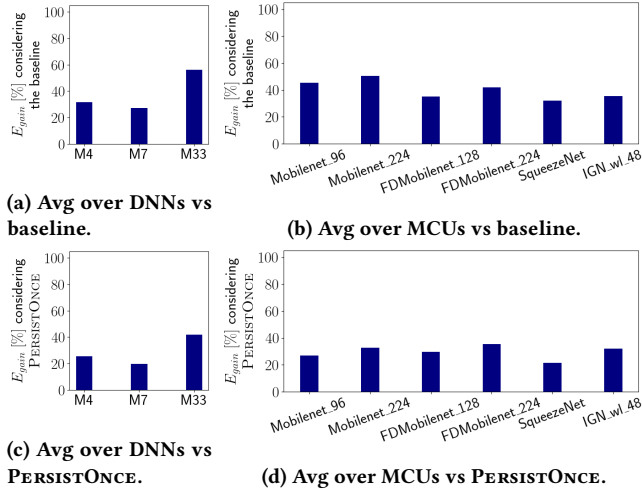 E_gain [%] considering
the baseline
100
80
60
40
20
0
M4 M7 M33
(a) Avg over DNNs vs
baseline.
E_gain [%] considering
the baseline
100
80
60
40
20
0
Mobilenet_96 Mobilenet_224 FDMobilenet_128 FDMobilenet_224 SqueezeNet IGN_wl_48
(b) Avg over MCUs vs baseline.
E_gain [%] considering
PERSISTONCE
100
80
60
40
20
0
M4 M7 M33
(c) Avg over DNNs vs
PERSISTONCE.
E_gain [%] considering
PERSISTONCE
100
80
60
40
20
0
Mobilenet_96 Mobilenet_224 FDMobilenet_128 FDMobilenet_224 SqueezeNet IGN_wl_48
(d) Avg over MCUs vs PERSISTONCE.